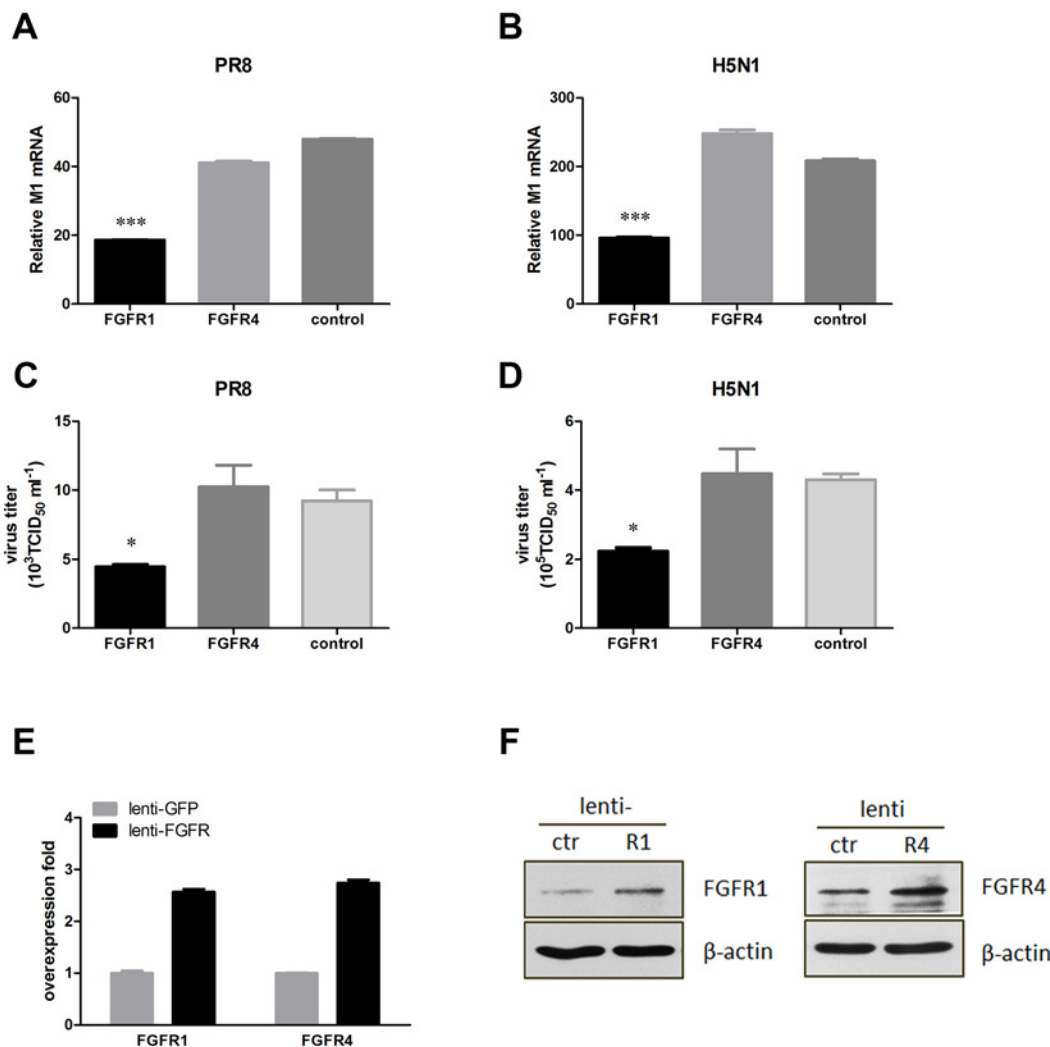 A
PR8
Relative M1 mRNA
60
40
20
0
***
FGFR1
FGFR4
control
B
H5N1
Relative M1 mRNA
300
200
100
0
***
FGFR1
FGFR4
control
C
PR8
virus titer
(10³TCID₅₀ ml⁻¹)
15
10
5
0
*
FGFR1
FGFR4
control
D
H5N1
virus titer
(10⁵TCID₅₀ ml⁻¹)
6
4
2
0
*
FGFR1
FGFR4
control
E
lenti-GFP
lenti-FGFR
overexpression fold
4
3
2
1
0
FGFR1
FGFR4
F
lenti-
ctr R1
FGFR1
β-actin
lenti
ctr R4
FGFR4
β-actin